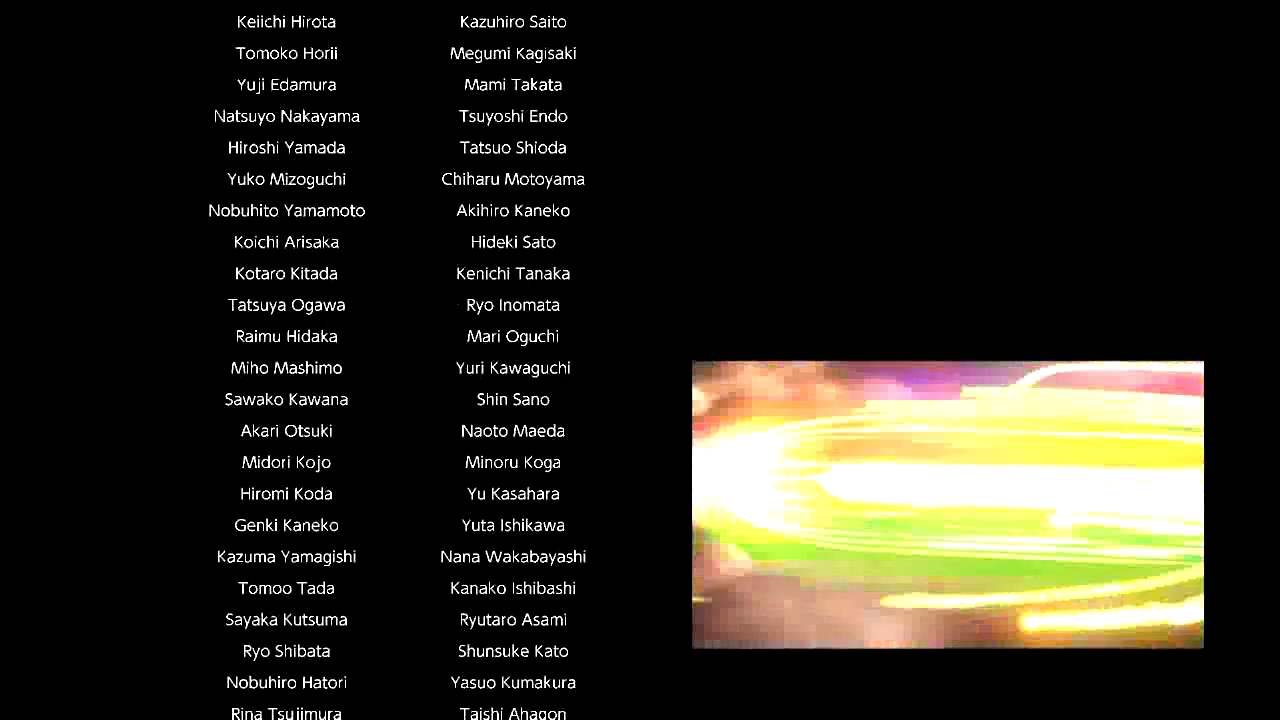 Keiichi Hirota Kazuhiro Saito
Tomoko Horii Megumi Kagisaki
Yuji Edamura Mami Takata
Natsuyo Nakayama Tsuyoshi Endo
Hiroshi Yamada Tatsuo Shioda
Yuko Mizoguchi Chiharu Motoyama
Nobuhito Yamamoto Akihiro Kaneko
Koichi Arisaka Hideki Sato
Kotaro Kitada Kenichi Tanaka
Tatsuya Ogawa Ryo Inomata
Raimu Hidaka Mari Oguchi
Miho Mashimo Yuri Kawaguchi
Sawako Kawana Shin Sano
Akari Otsuki Naoto Maeda
Midori Kojo Minoru Koga
Hiromi Koda Yu Kasahara
Genki Kaneko Yuta Ishikawa
Kazuma Yamagishi Nana Wakabayashi
Tomoo Tada Kanako Ishibashi
Sayaka Kutsuma Ryutaro Asami
Ryo Shibata Shunsuke Kato
Nobuhiro Hatori Yasuo Kumakura
Rina Tsujimura Taishi Ahagon